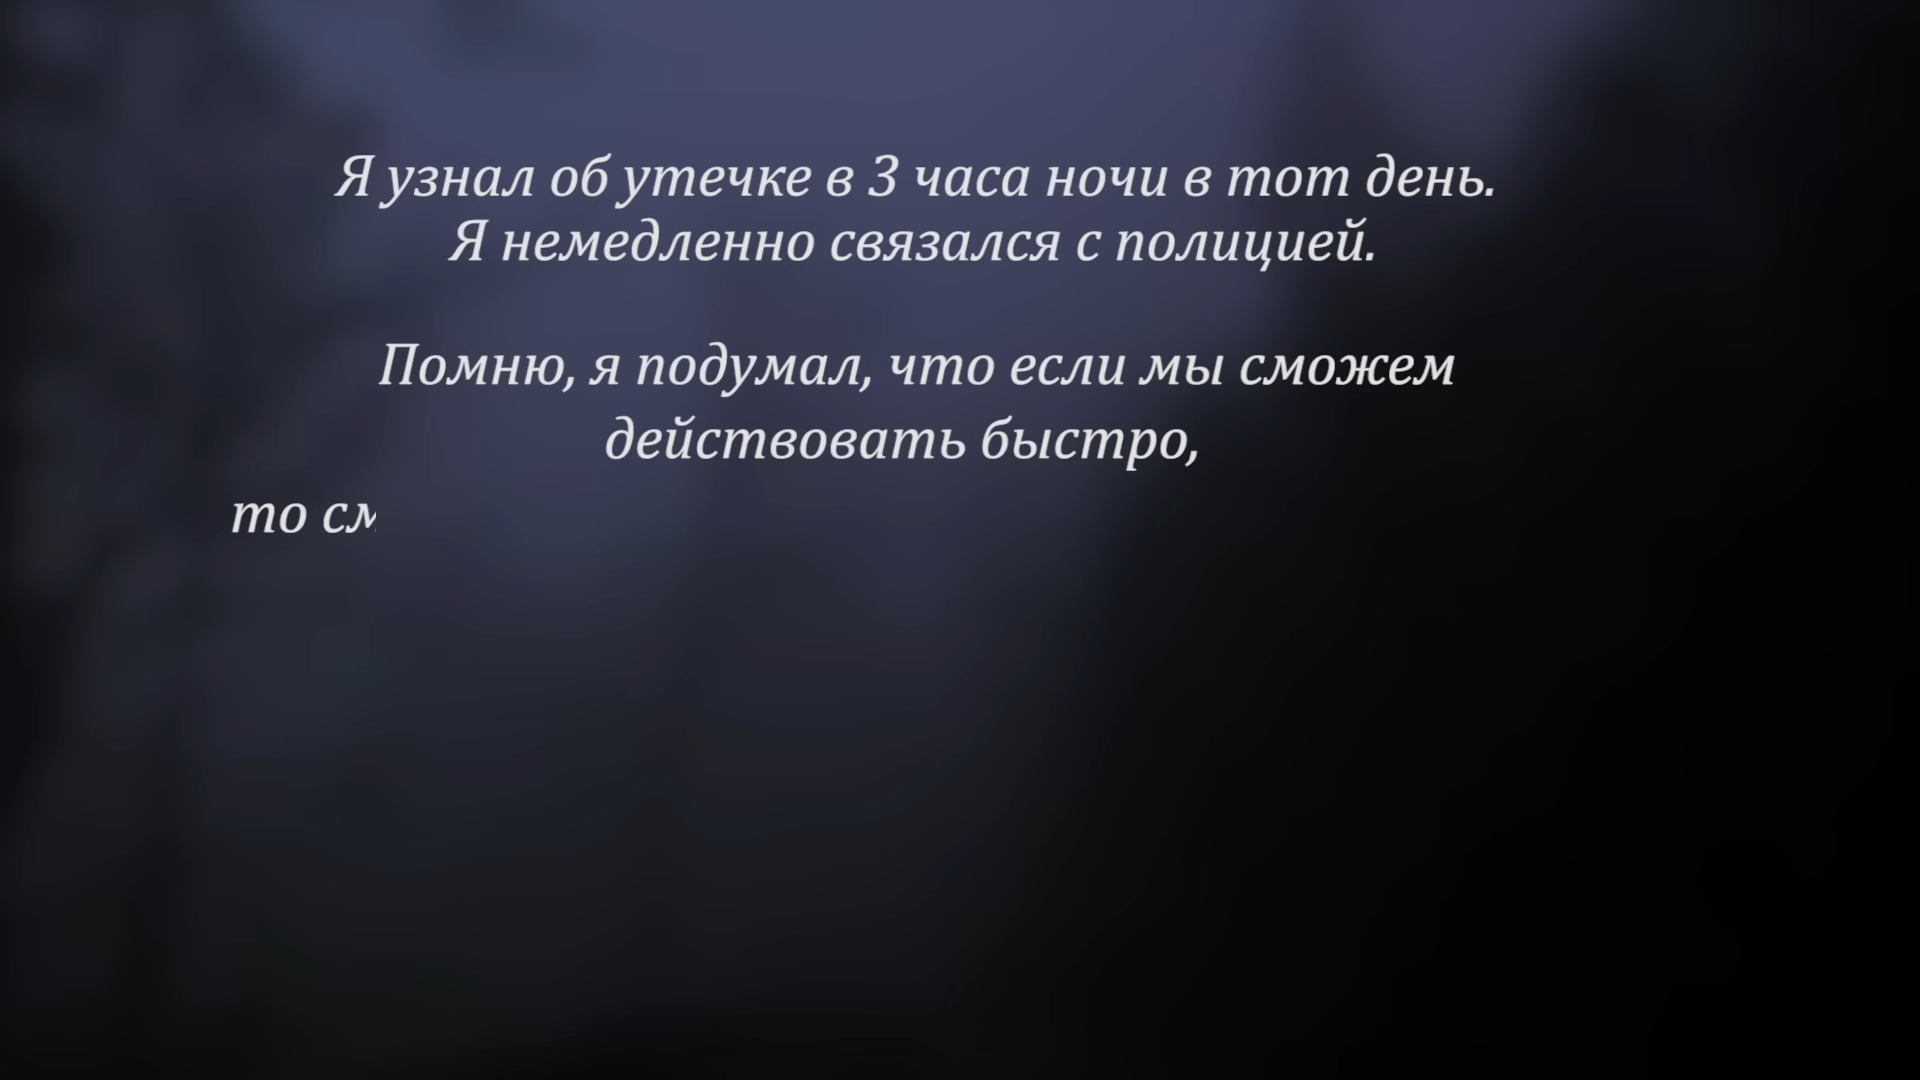 Я узнал об утечке в 3 часа ночи в тот день.
Я немедленно связался с полицией.
Помню, я подумал, что если мы сможем
действовать быстро,
то см